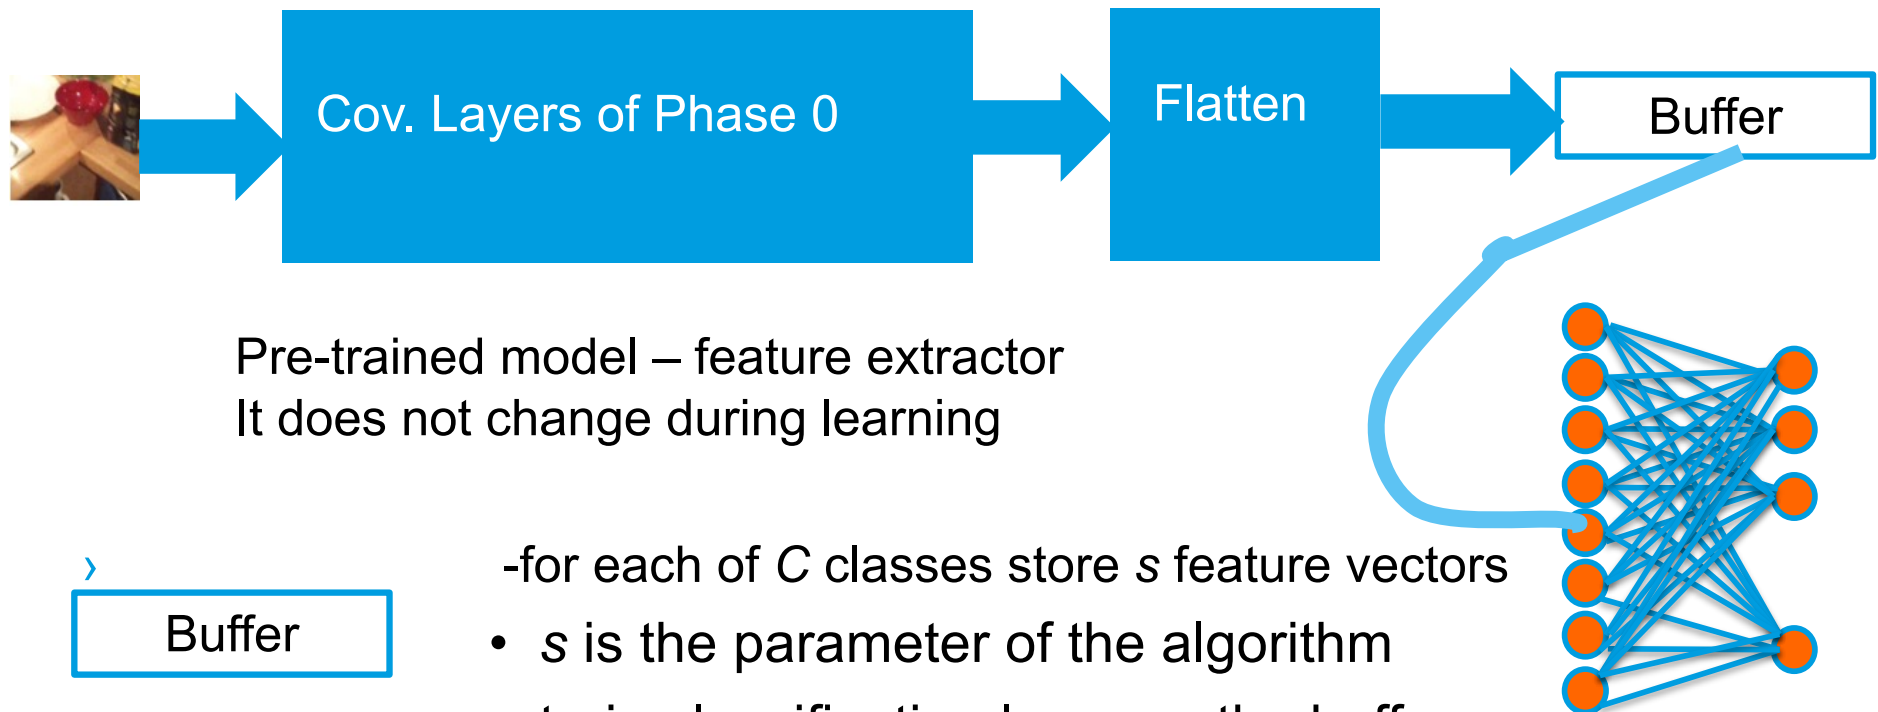 Cov. Layers of Phase 0
Flatten
Buffer
Pre-trained model – feature extractor
It does not change during learning
›
-for each of C classes store s feature vectors
Buffer
• s is the parameter of the algorithm